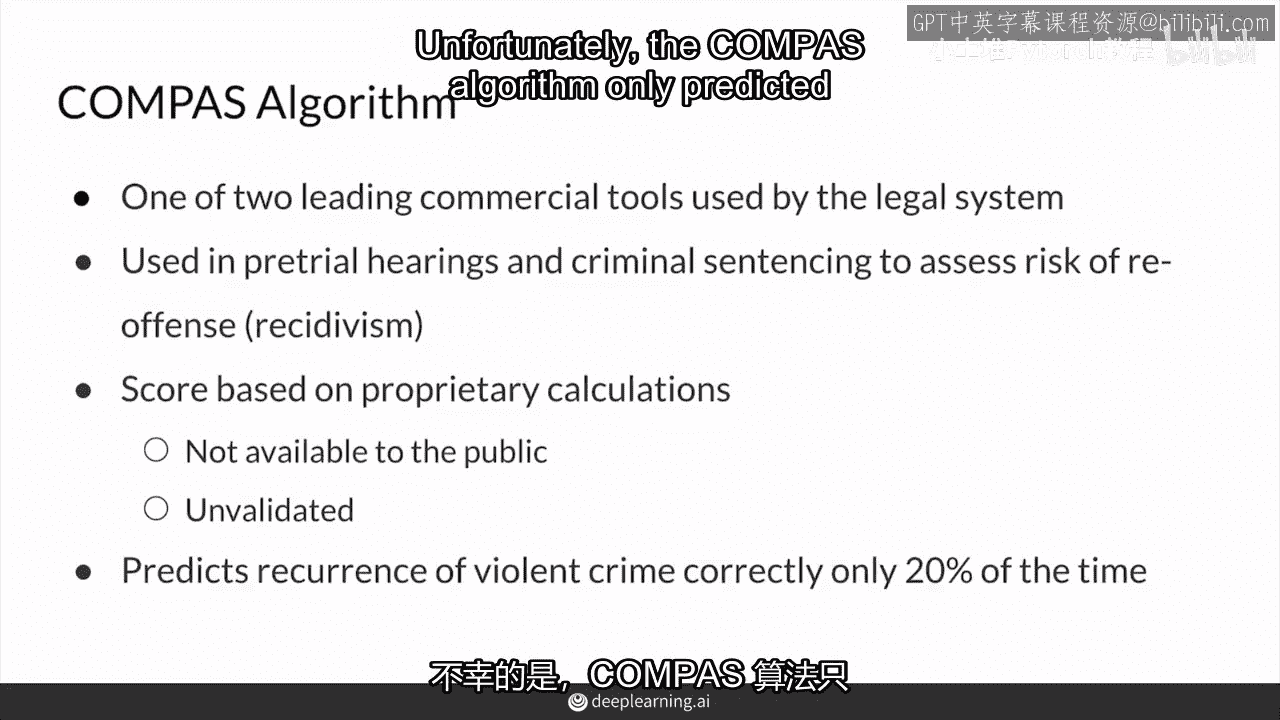 GPT中英字幕课程资源@bilibili.com
Unfortunately, the COMPAS
algorithm only predicted
COMPAS Algorithm
● One of two leading commercial tools used by the legal system
● Used in pretrial hearings and criminal sentencing to assess risk of re-
offense (recidivism)
● Score based on proprietary calculations
○ Not available to the public
○ Unvalidated
● Predicts recurrence of violent crime correctly only 20% of the time
不幸的是，COMPAS 算法只
deeplearning.ai